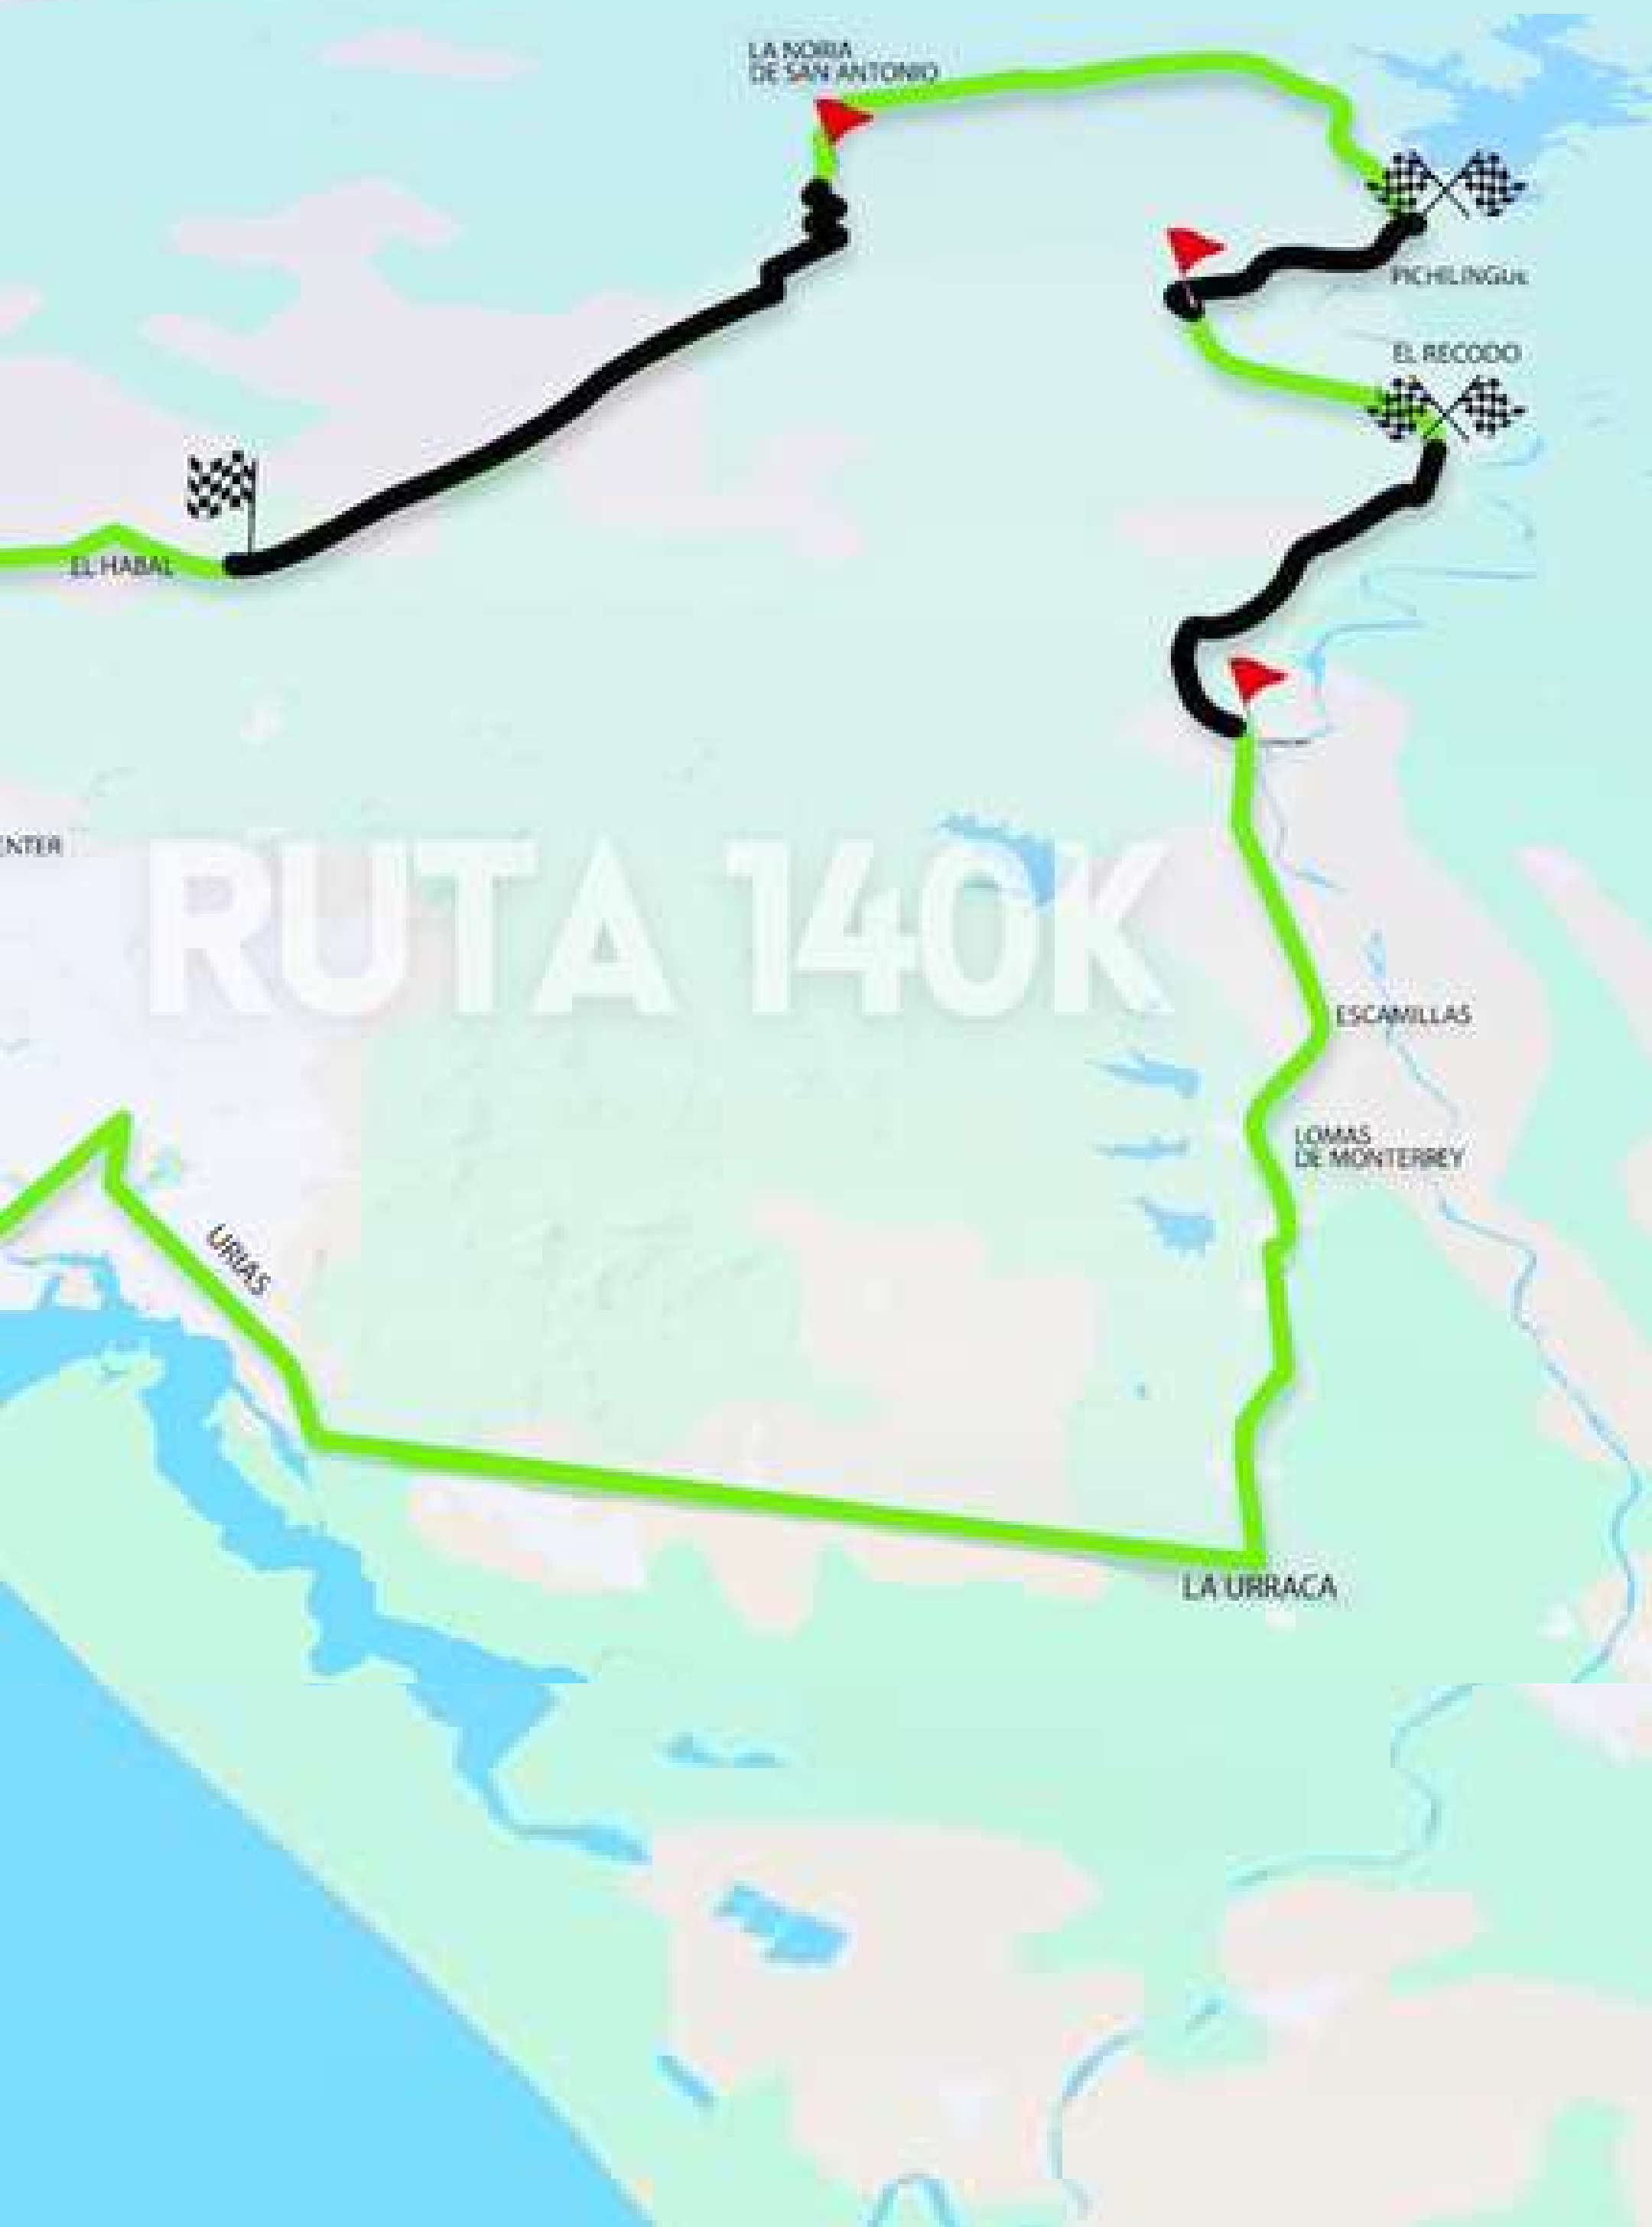 LA NORIA
DE SAN ANTONIO
PICHILINGUE
EL RECODO
EL HABAL
ENTER
RUTA 140K
ESCAMILLAS
LOMAS
DE MONTERREY
URIAS
LA URRACA